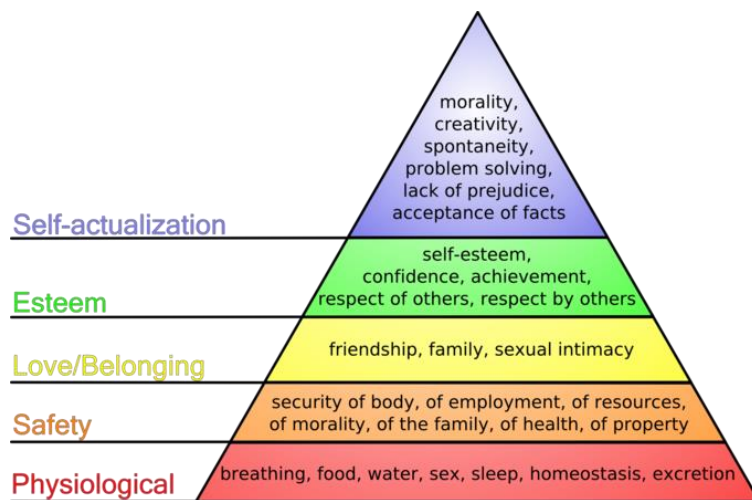 morality,
creativity,
spontaneity,
problem solving,
lack of prejudice,
acceptance of facts
Self-actualization
self-esteem,
confidence, achievement,
respect of others, respect by others
Esteem
friendship, family, sexual intimacy
Love/Belonging
security of body, of employment, of resources,
of morality, of the family, of health, of property
Safety
breathing, food, water, sex, sleep, homeostasis, excretion
Physiological